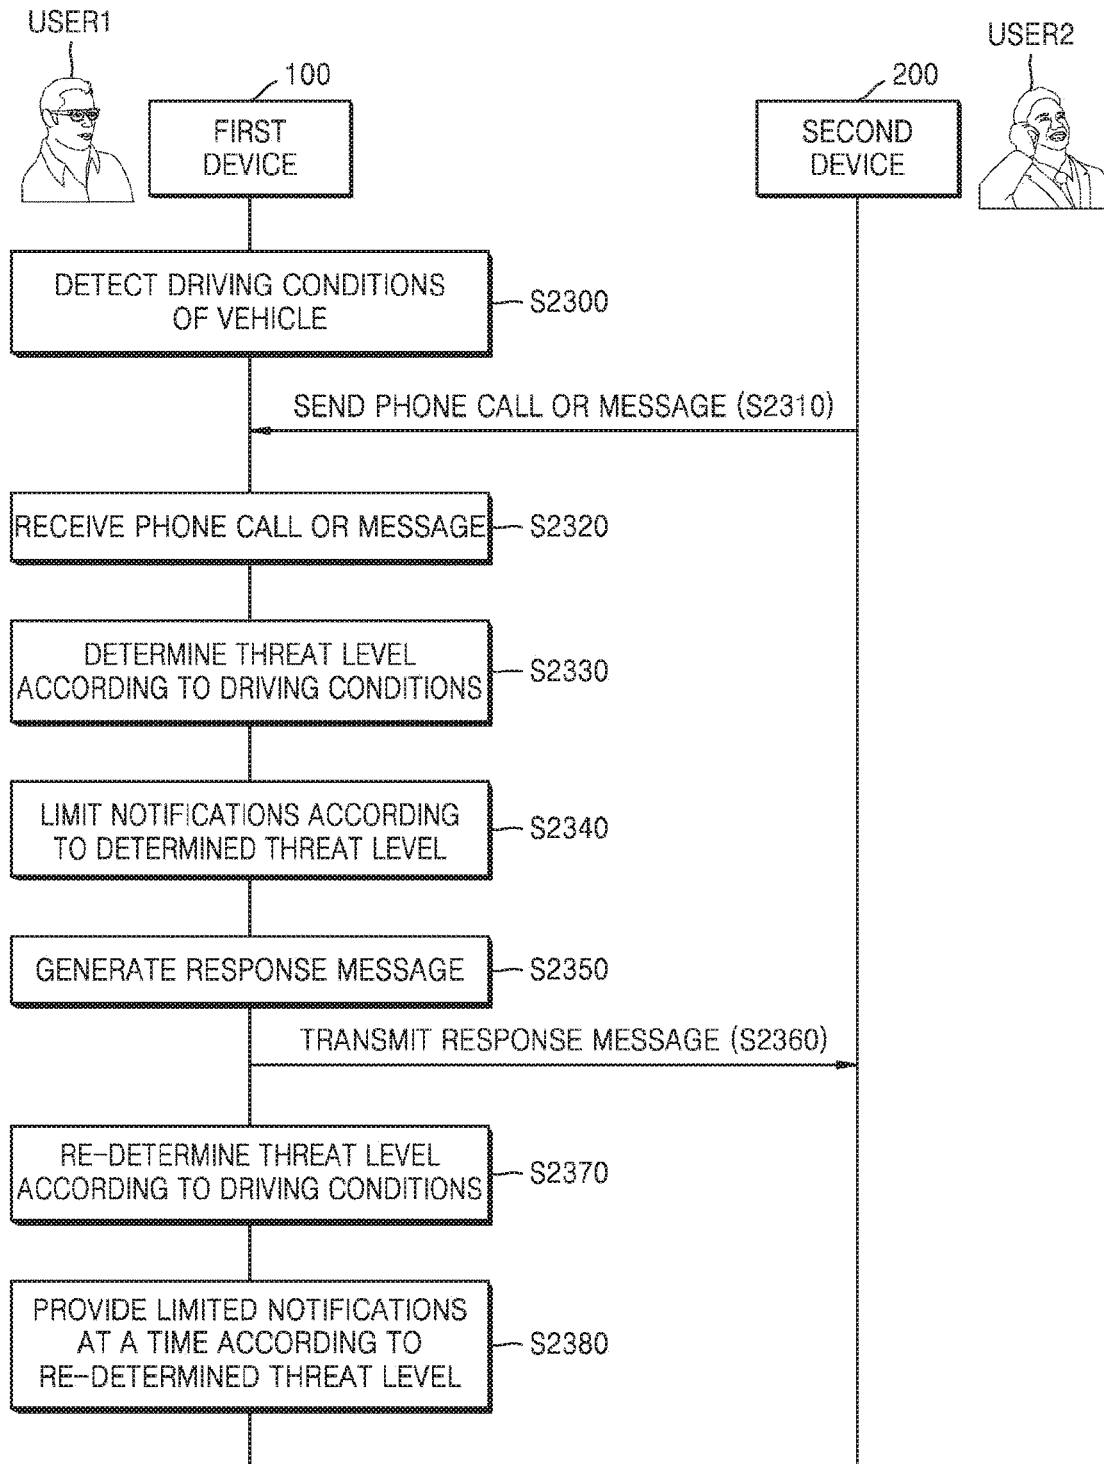 USER1
USER2
100
200
FIRST
DEVICE
SECOND
DEVICE
DETECT DRIVING CONDITIONS
OF VEHICLE
S2300
SEND PHONE CALL OR MESSAGE (S2310)
RECEIVE PHONE CALL OR MESSAGE
S2320
DETERMINE THREAT LEVEL
ACCORDING TO DRIVING CONDITIONS
S2330
LIMIT NOTIFICATIONS ACCORDING
TO DETERMINED THREAT LEVEL
S2340
GENERATE RESPONSE MESSAGE
S2350
TRANSMIT RESPONSE MESSAGE (S2360)
RE-DETERMINE THREAT LEVEL
ACCORDING TO DRIVING CONDITIONS
S2370
PROVIDE LIMITED NOTIFICATIONS
AT A TIME ACCORDING TO
RE-DETERMINED THREAT LEVEL
S2380